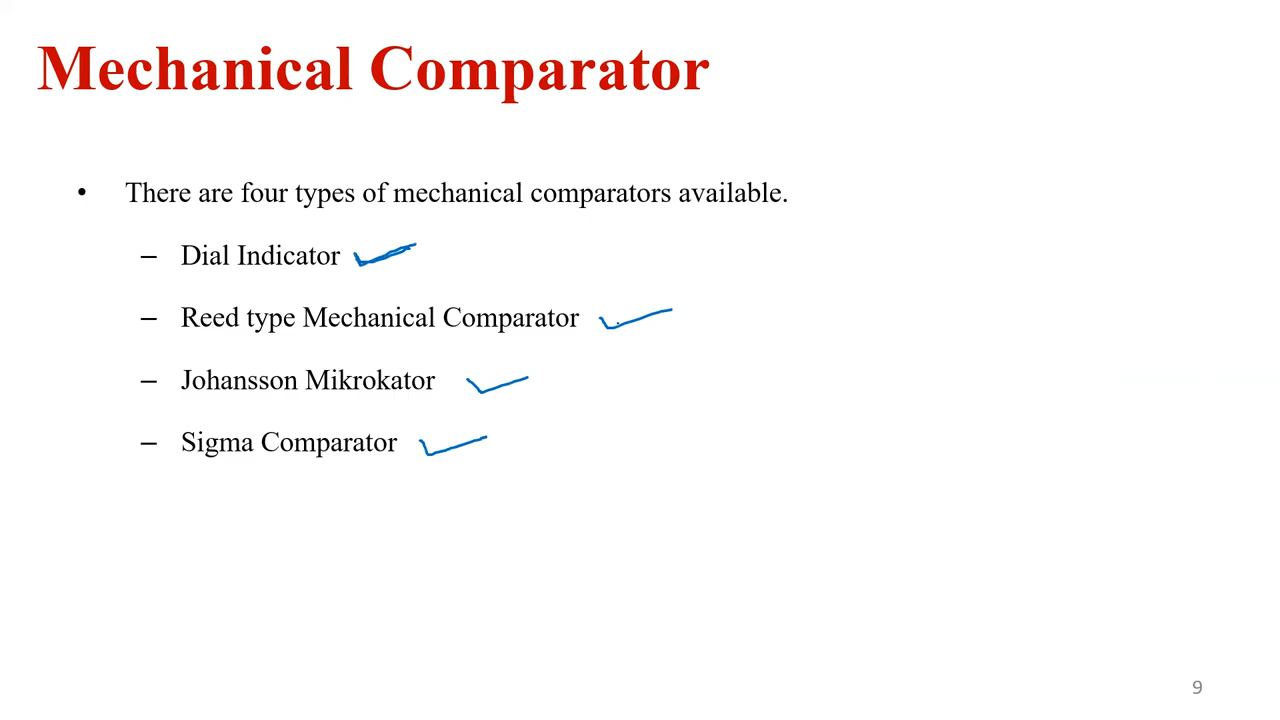 Mechanical Comparator
• There are four types of mechanical comparators available.
– Dial Indicator
– Reed type Mechanical Comparator
– Johansson Mikrokator
– Sigma Comparator
9